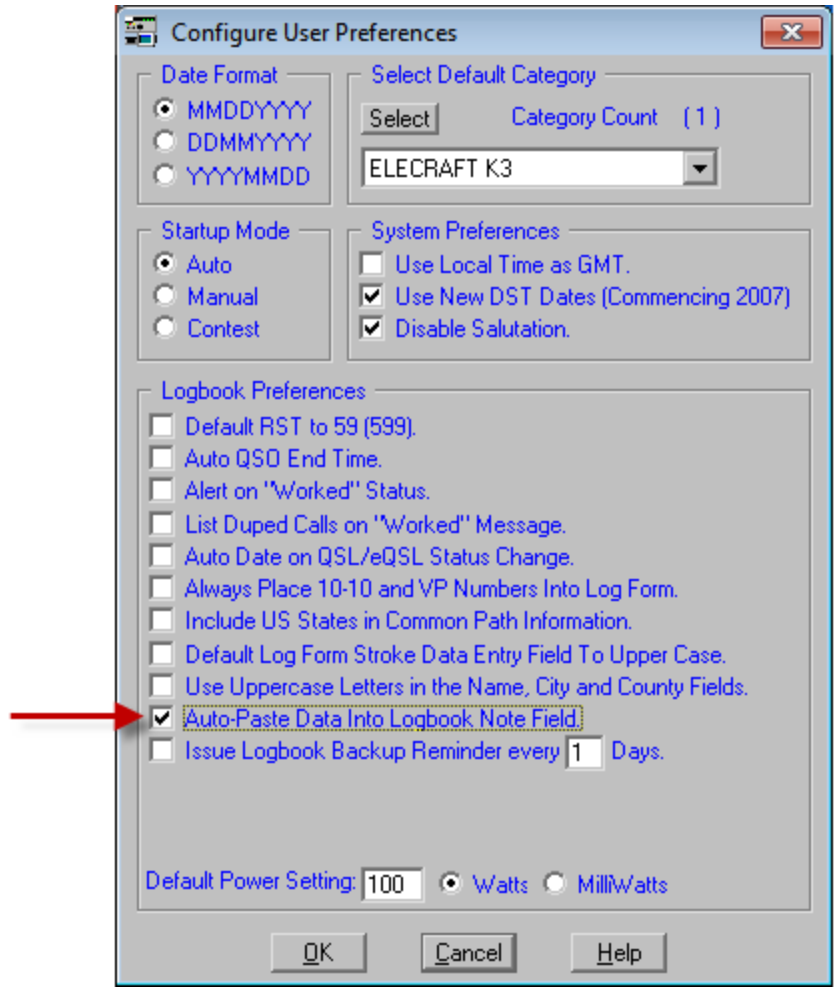 Configure User Preferences
Date Format
MMDDYYYY
DDMMYYYY
YYYYMMDD
Select Default Category
Select Category Count ( 1 )
ELECRAFT K3
Startup Mode
Auto
Manual
Contest
System Preferences
Use Local Time as GMT.
Use New DST Dates (Commencing 2007)
Disable Salutation.
Logbook Preferences
Default RST to 59 (599).
Auto QSO End Time.
Alert on "Worked" Status.
List Duped Calls on "Worked" Message.
Auto Date on QSL/eQSL Status Change.
Always Place 10-10 and VP Numbers Into Log Form.
Include US States in Common Path Information.
Default Log Form Stroke Data Entry Field To Upper Case.
Use Uppercase Letters in the Name, City and County Fields.
Auto-Paste Data Into Logbook Note Field.
Issue Logbook Backup Reminder every 1 Days.
Default Power Setting: 100 Watts MilliWatts
OK Cancel Help